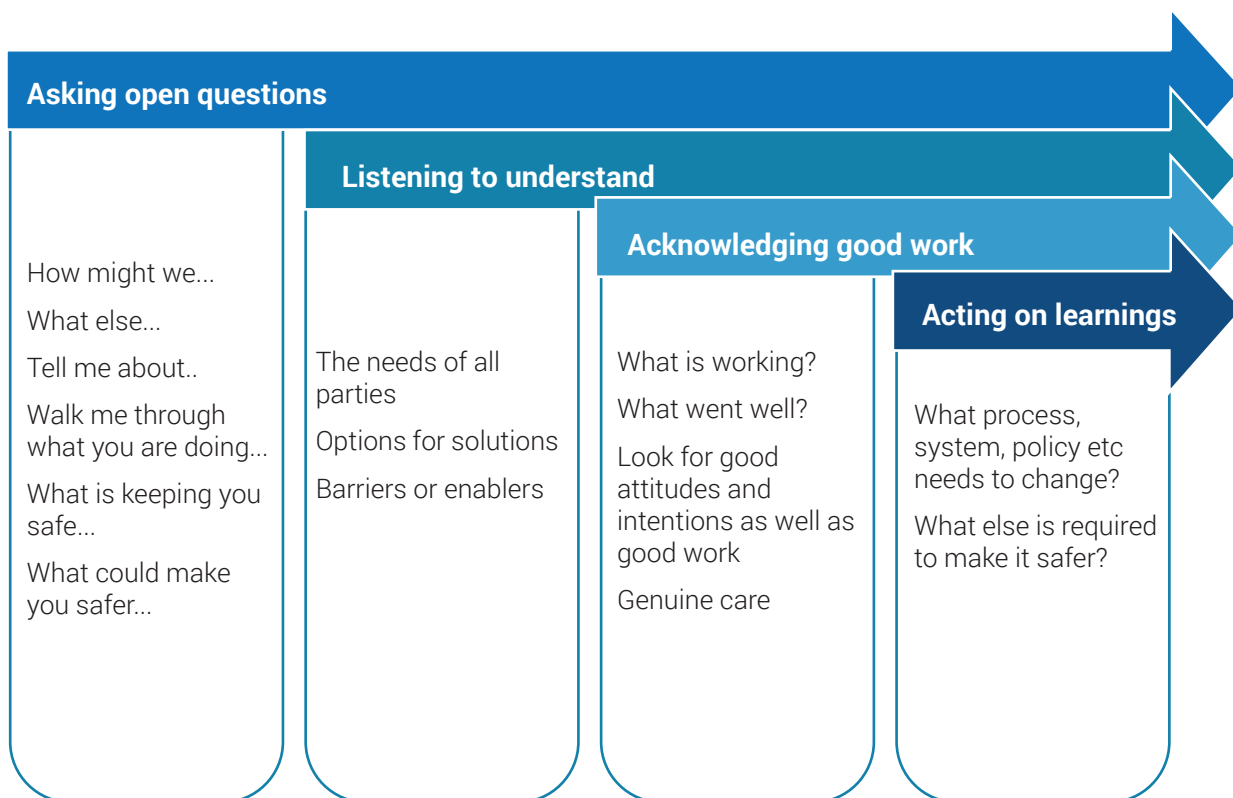 Asking open questions
How might we...
What else...
Tell me about..
Walk me through
what you are doing...
What is keeping you
safe...
What could make
you safer...
Listening to understand
The needs of all
parties
Options for solutions
Barriers or enablers
Acknowledging good work
What is working?
What went well?
Look for good
attitudes and
intentions as well as
good work
Genuine care
Acting on learnings
What process,
system, policy etc
needs to change?
What else is required
to make it safer?